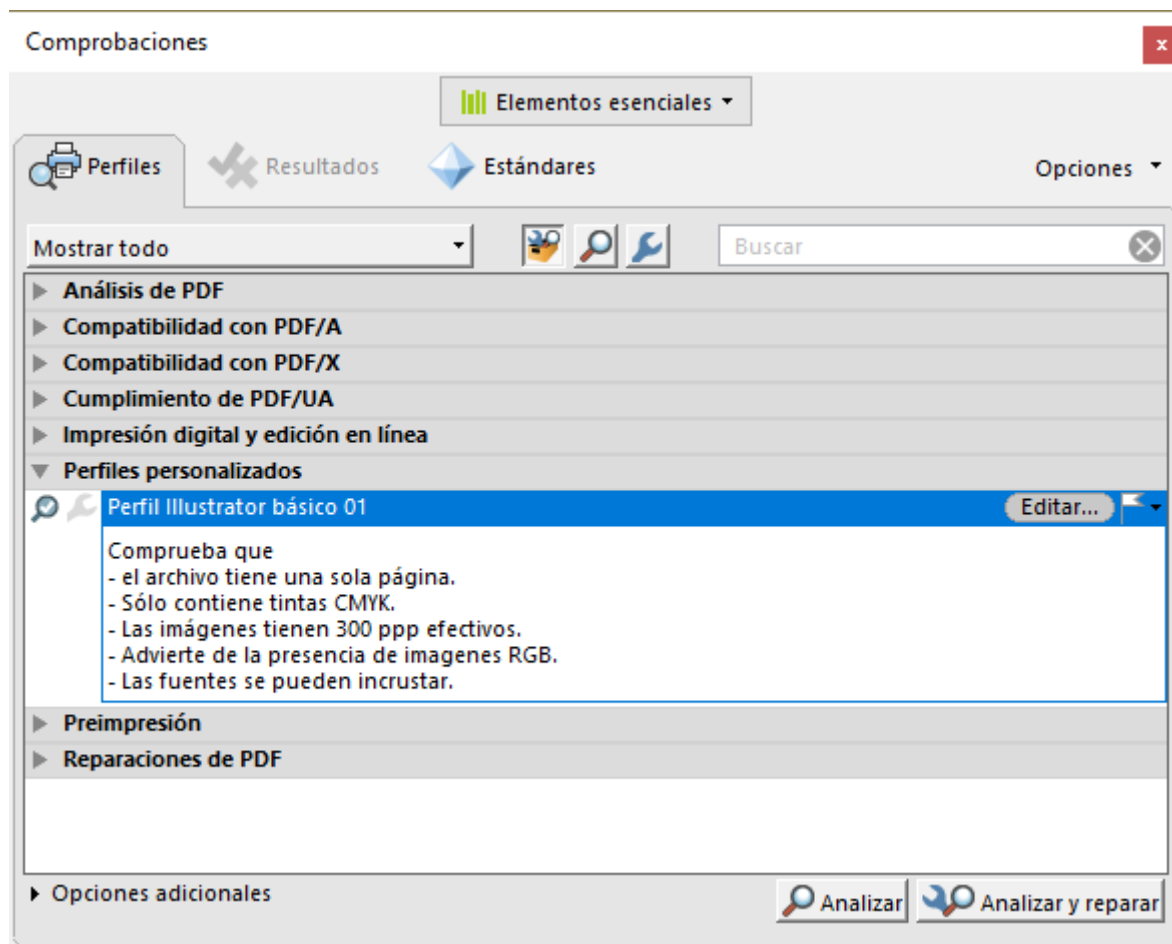 Comprobaciones
x
Elementos esenciales
Perfiles
Resultados
Estándares
Opciones
Mostrar todo
Buscar
Análisis de PDF
Compatibilidad con PDF/A
Compatibilidad con PDF/X
Cumplimiento de PDF/UA
Impresión digital y edición en línea
Perfiles personalizados
Perfil Illustrator básico 01
Editar...
Comprueba que
- el archivo tiene una sola página.
- Sólo contiene tintas CMYK.
- Las imágenes tienen 300 ppp efectivos.
- Advierte de la presencia de imagenes RGB.
- Las fuentes se pueden incrustar.
Preimpresión
Reparaciones de PDF
Opciones adicionales
Analizar
Analizar y reparar